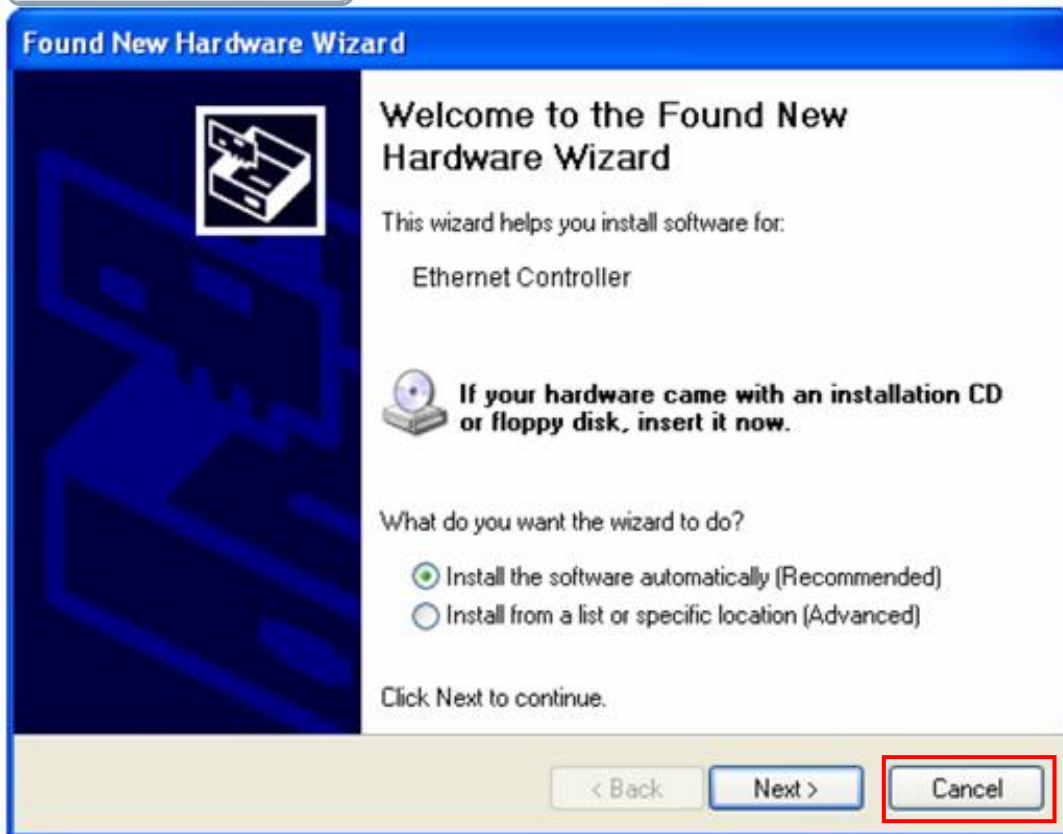 Found New Hardware Wizard
Welcome to the Found New
Hardware Wizard
This wizard helps you install software for:
Ethernet Controller
If your hardware came with an installation CD
or floppy disk, insert it now.
What do you want the wizard to do?
Install the software automatically (Recommended)
Install from a list or specific location (Advanced)
Click Next to continue.
< Back
Next >
Cancel